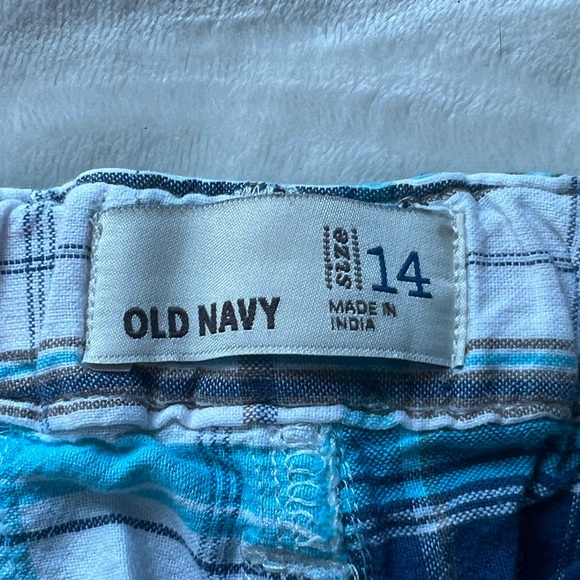 OLD NAVY
size
14
MADE IN
INDIA